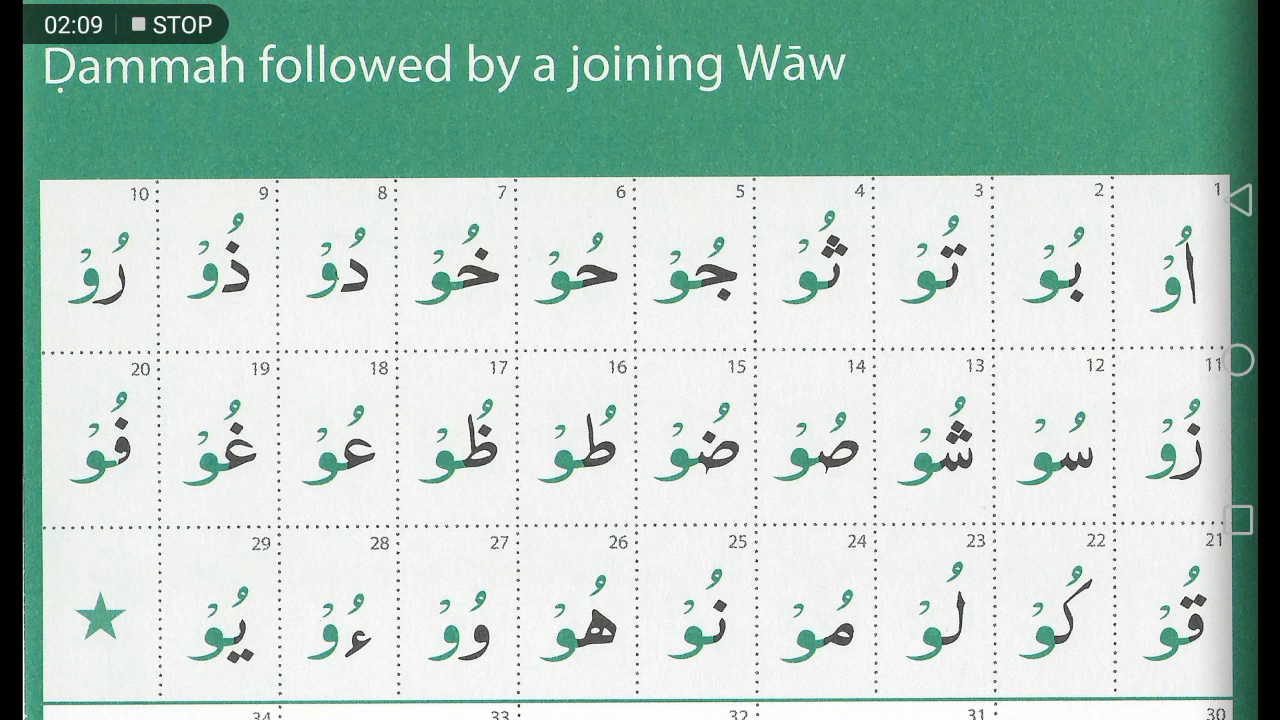 02:09 STOP
Ḍammah followed by a joining Wāw
1 2 3 4 5 6 7 8 9 10
اُوْ بُوْ تُوْ ثُوْ جُوْ حُوْ خُوْ دُوْ ذُوْ رُوْ
11 12 13 14 15 16 17 18 19 20
زُوْ سُوْ شُوْ صُوْ ضُوْ طُوْ ظُوْ عُوْ غُوْ فُوْ
21 22 23 24 25 26 27 28 29
قُوْ كُوْ لُوْ مُوْ نُوْ هُوْ وُوْ ءُوْ يُوْ
30 31 32 33 34